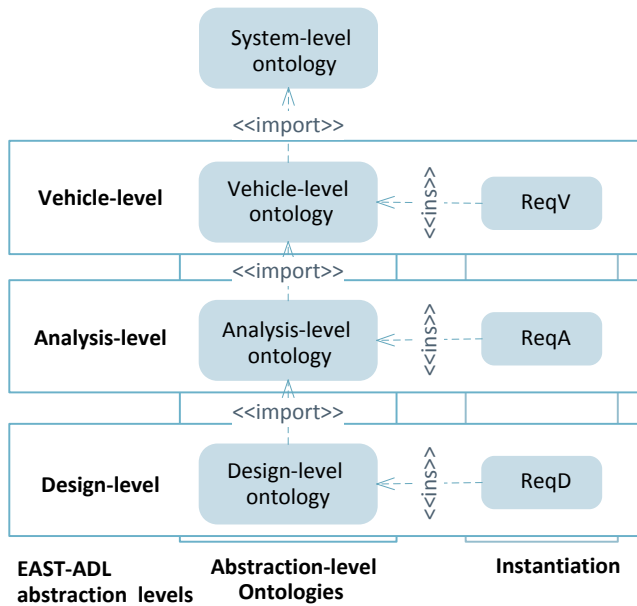 System-level
ontology
<<import>>
Vehicle-level
Vehicle-level
ontology
<<ins>>
ReqV
<<import>>
Analysis-level
Analysis-level
ontology
<<ins>>
ReqA
<<import>>
Design-level
Design-level
ontology
<<ins>>
ReqD
EAST-ADL
abstraction levels
Abstraction-level
Ontologies
Instantiation